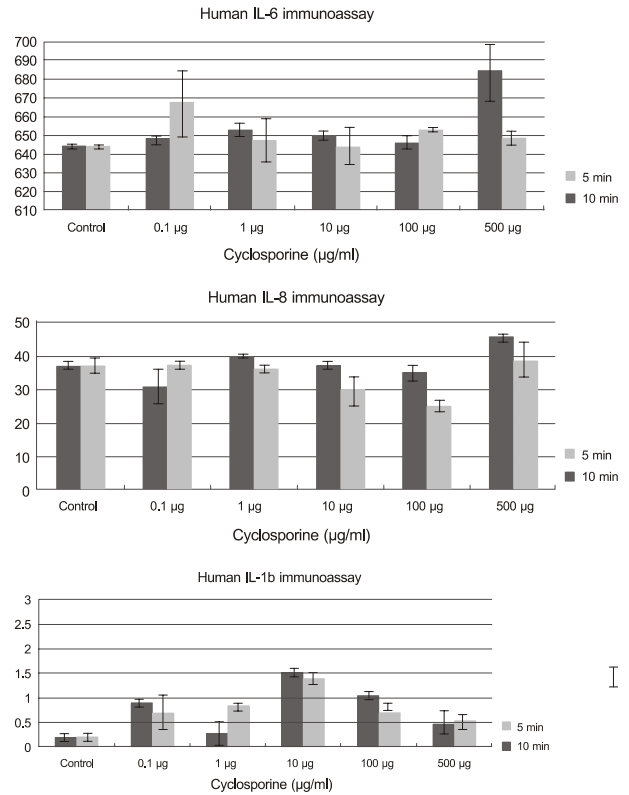 Human IL-6 immunoassay
700
690
680
670
660
650
640
630
620
610
Control 0.1 µg 1 µg 10 µg 100 µg 500 µg
Cyclosporine (µg/ml)
5 min
10 min
Human IL-8 immunoassay
50
40
30
20
10
0
Control 0.1 µg 1 µg 10 µg 100 µg 500 µg
Cyclosporine (µg/ml)
5 min
10 min
Human IL-1b immunoassay
3
2.5
2
1.5
1
0.5
0
Control 0.1 µg 1 µg 10 µg 100 µg 500 µg
Cyclosporine (µg/ml)
5 min
10 min